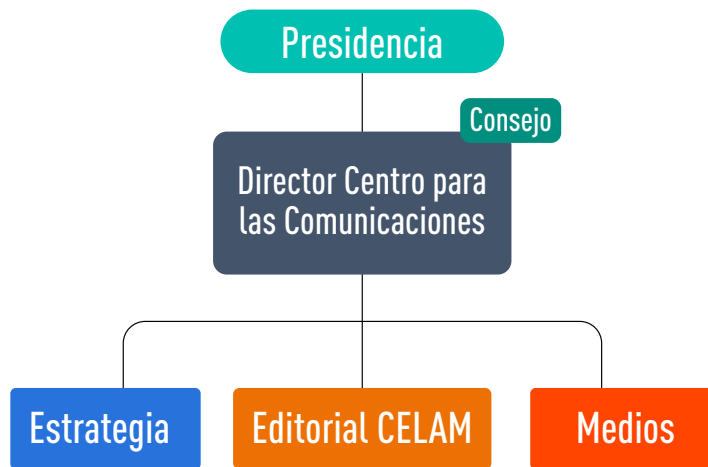 Presidencia
Consejo
Director Centro para
las Comunicaciones
Estrategia
Editorial CELAM
Medios